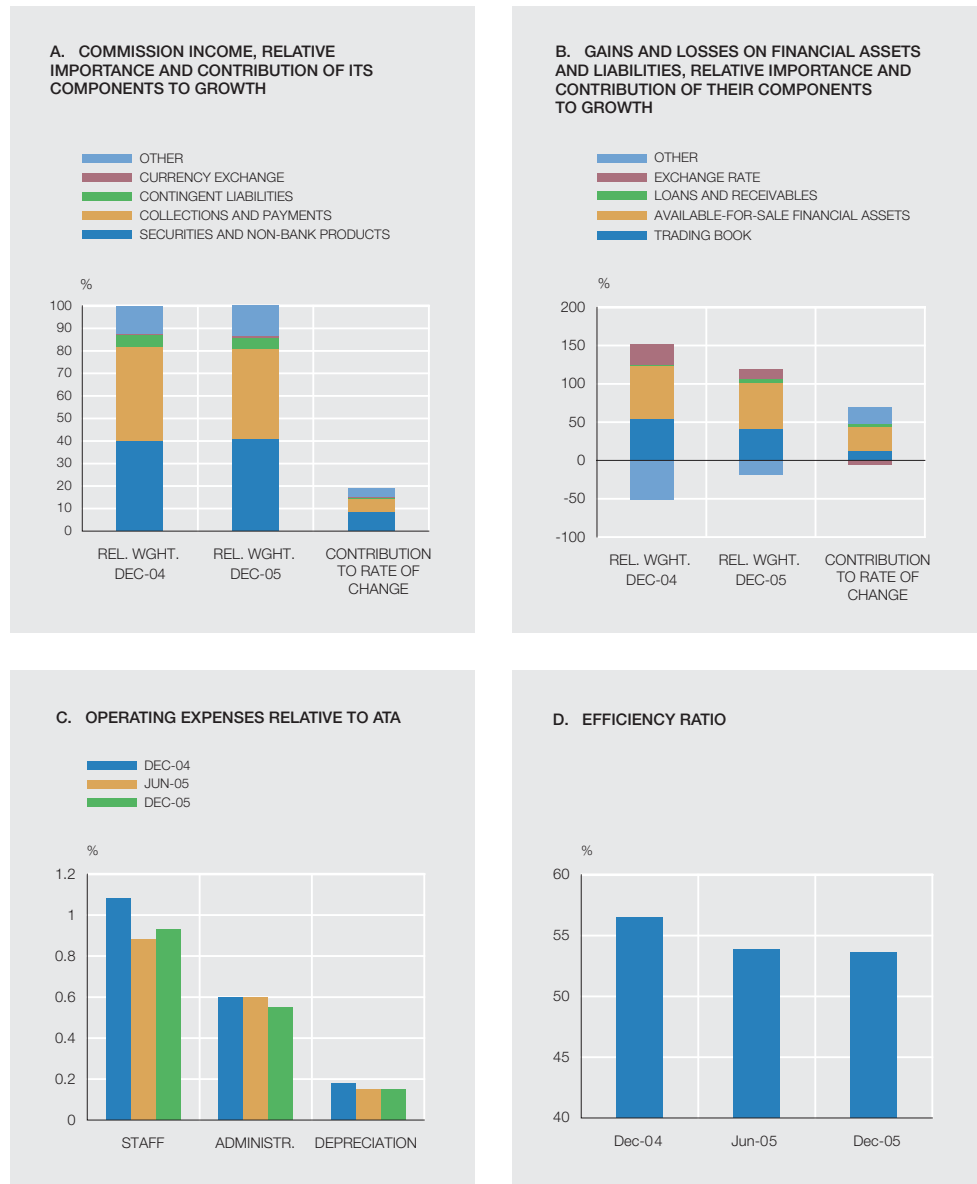 A. COMMISSION INCOME, RELATIVE
IMPORTANCE AND CONTRIBUTION OF ITS
COMPONENTS TO GROWTH
OTHER
CURRENCY EXCHANGE
CONTINGENT LIABILITIES
COLLECTIONS AND PAYMENTS
SECURITIES AND NON-BANK PRODUCTS
%
100
90
80
70
60
50
40
30
20
10
0
REL. WGHT.
DEC-04
REL. WGHT.
DEC-05
CONTRIBUTION
TO RATE OF
CHANGE
B. GAINS AND LOSSES ON FINANCIAL ASSETS
AND LIABILITIES, RELATIVE IMPORTANCE AND
CONTRIBUTION OF THEIR COMPONENTS
TO GROWTH
OTHER
EXCHANGE RATE
LOANS AND RECEIVABLES
AVAILABLE-FOR-SALE FINANCIAL ASSETS
TRADING BOOK
%
200
150
100
50
0
-50
-100
REL. WGHT.
DEC-04
REL. WGHT.
DEC-05
CONTRIBUTION
TO RATE OF
CHANGE
C. OPERATING EXPENSES RELATIVE TO ATA
DEC-04
JUN-05
DEC-05
%
1.2
1
0.8
0.6
0.4
0.2
0
STAFF
ADMINISTR.
DEPRECIATION
D. EFFICIENCY RATIO
%
60
55
50
45
40
Dec-04
Jun-05
Dec-05